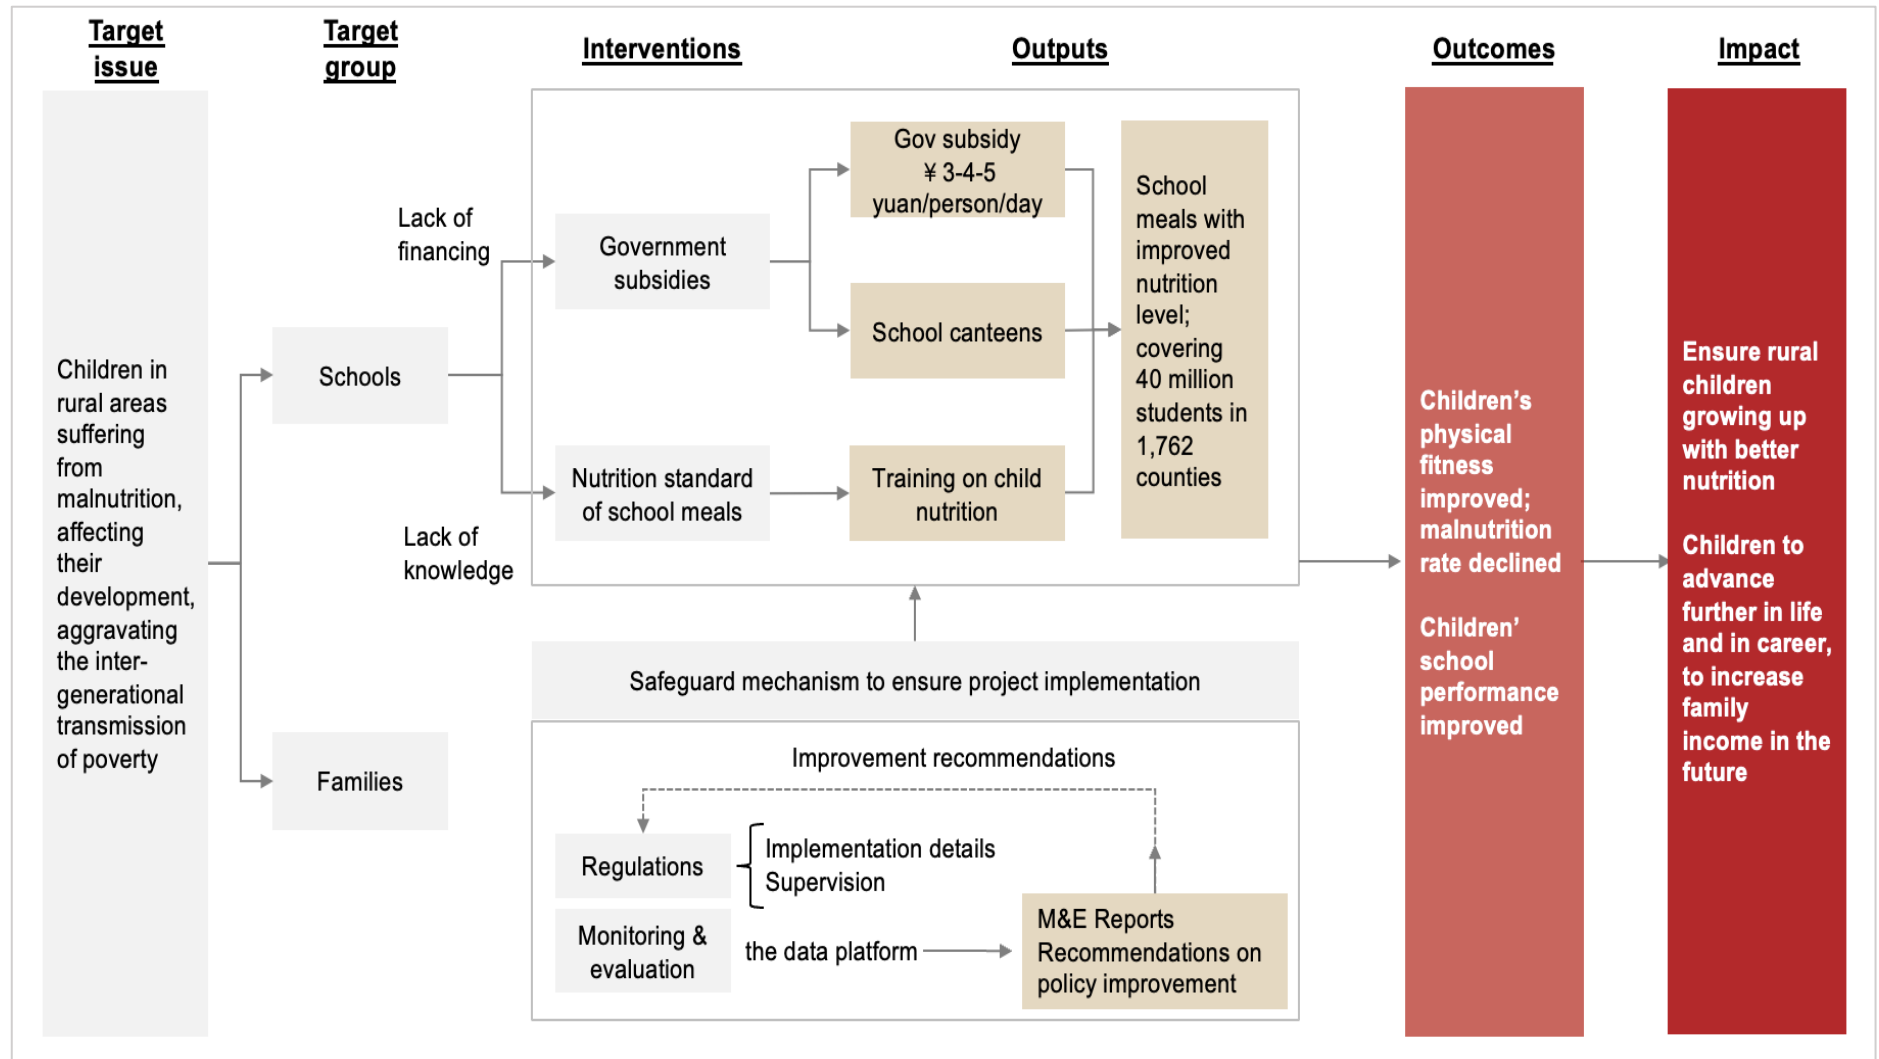 Target
issue
Target
group
Interventions
Outputs
Outcomes
Impact
Children in
rural areas
suffering
from
malnutrition,
affecting
their
development,
aggravating
the inter-
generational
transmission
of poverty
Schools
Families
Lack of
financing
Lack of
knowledge
Government
subsidies
Nutrition standard
of school meals
Gov subsidy
¥ 3-4-5
yuan/person/day
School canteens
Training on child
nutrition
School
meals with
improved
nutrition
level;
covering
40 million
students in
1,762
counties
Safeguard mechanism to ensure project implementation
Improvement recommendations
Regulations
Implementation details
Supervision
Monitoring &
evaluation
the data platform
M&E Reports
Recommendations on
policy improvement
Children’s
physical
fitness
improved;
malnutrition
rate declined
Children’
school
performance
improved
Ensure rural
children
growing up
with better
nutrition
Children to
advance
further in life
and in career,
to increase
family
income in the
future